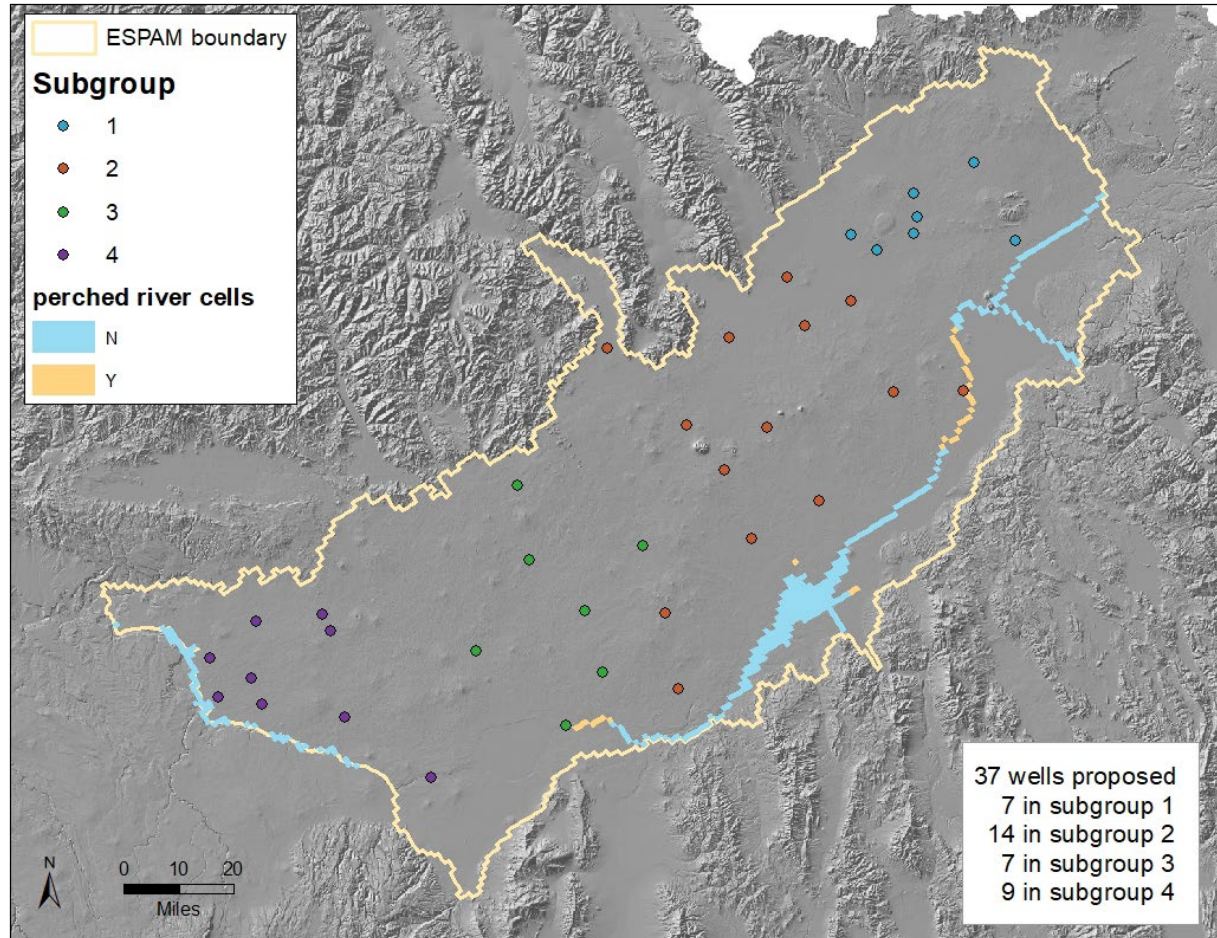 ESPAM boundary
Subgroup
1
2
3
4
perched river cells
N
Y
N
0 10 20
Miles
37 wells proposed
7 in subgroup 1
14 in subgroup 2
7 in subgroup 3
9 in subgroup 4